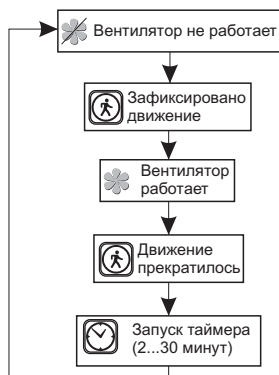 Вентилятор не работает
Зафиксировано
движение
Вентилятор
работает
Движение
прекратилось
Запуск таймера
(2...30 минут)